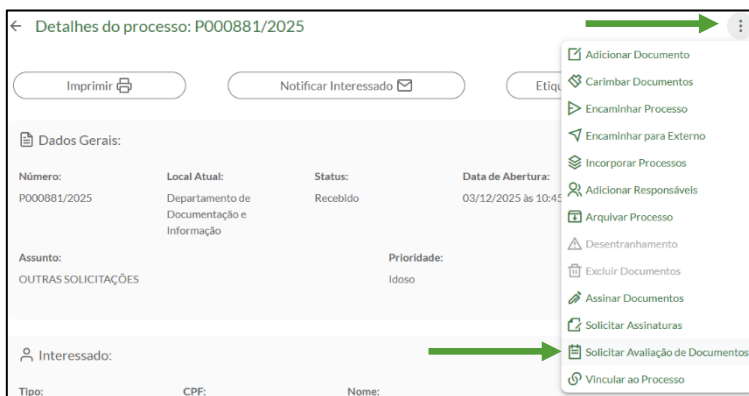 Detalhes do processo: P000881/2025
Imprimir
Notificar Interessado
Dados Gerais:
Número:
Local Atual:
Status:
Data de Abertura:
P000881/2025
Departamento de
Documentação e
Informação
Recebido
03/12/2025 às 10:45
Assunto:
Prioridade:
OUTRAS SOLICITAÇÕES
Idoso
Interessado:
Tipo:
CPF:
Nome:
Adicionar Documento
Carimbar Documentos
Encaminhar Processo
Encaminhar para Externo
Incorporar Processos
Adicionar Responsáveis
Arquivar Processo
Desentranhamento
Excluir Documentos
Assinar Documentos
Solicitar Assinaturas
Solicitar Avaliação de Documentos
Vincular ao Processo